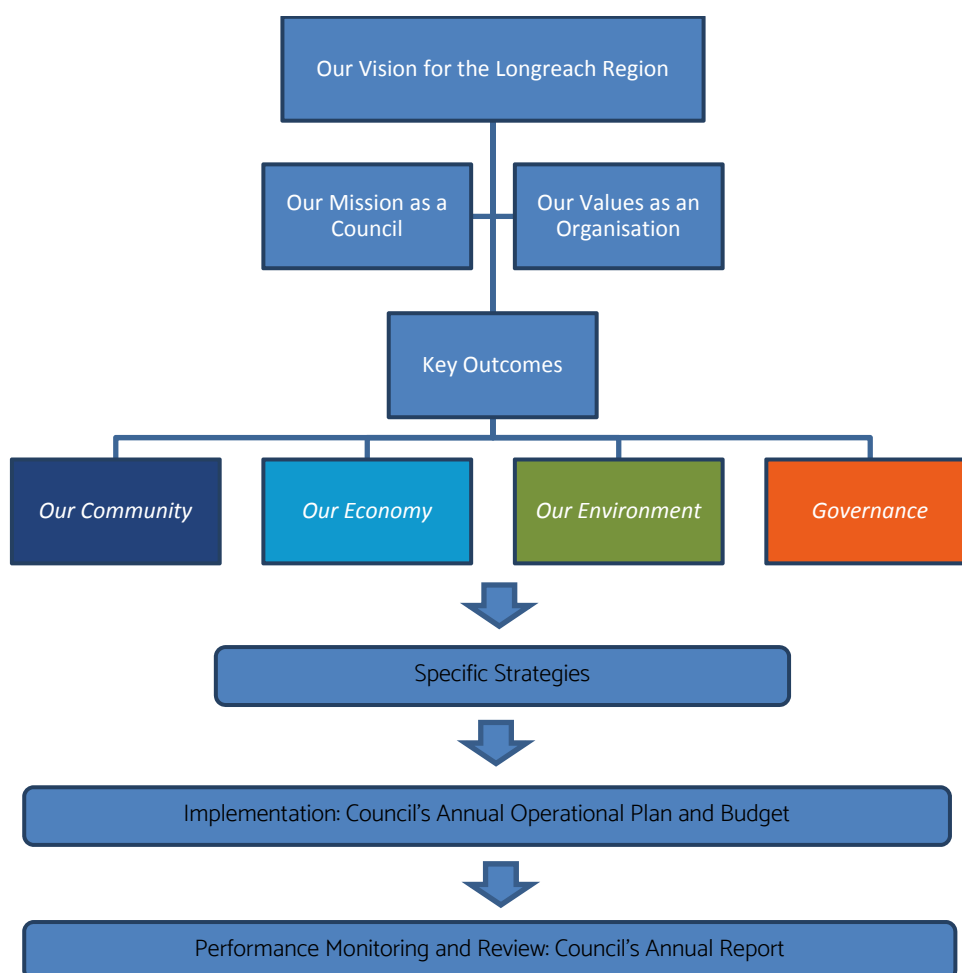 Our Vision for the Longreach Region
Our Mission as a
Council
Our Values as an
Organisation
Key Outcomes
Our Community
Our Economy
Our Environment
Governance
Specific Strategies
Implementation: Council's Annual Operational Plan and Budget
Performance Monitoring and Review: Council's Annual Report